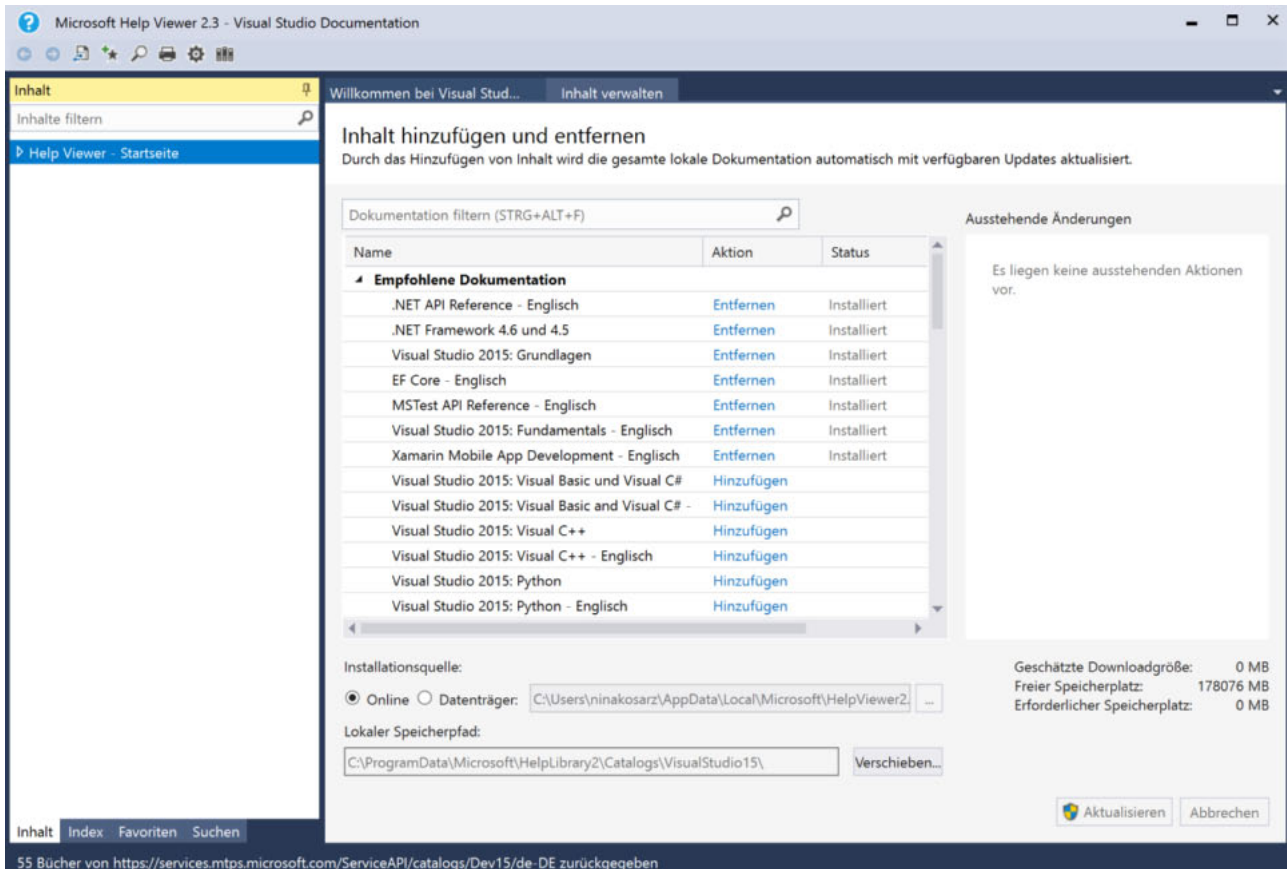 Microsoft Help Viewer 2.3 - Visual Studio Documentation
Inhalt
Inhalte filtern
Help Viewer - Startseite
Willkommen bei Visual Stud... Inhalt verwalten
Inhalt hinzufügen und entfernen
Durch das Hinzufügen von Inhalt wird die gesamte lokale Dokumentation automatisch mit verfügbaren Updates aktualisiert.
Dokumentation filtern (STRG+ALT+F)
Name Aktion Status
Empfohlene Dokumentation
.NET API Reference - Englisch Entfernen Installiert
.NET Framework 4.6 und 4.5 Entfernen Installiert
Visual Studio 2015: Grundlagen Entfernen Installiert
EF Core - Englisch Entfernen Installiert
MSTest API Reference - Englisch Entfernen Installiert
Visual Studio 2015: Fundamentals - Englisch Entfernen Installiert
Xamarin Mobile App Development - Englisch Entfernen Installiert
Visual Studio 2015: Visual Basic und Visual C# Hinzufügen
Visual Studio 2015: Visual Basic and Visual C# - Hinzufügen
Visual Studio 2015: Visual C++ Hinzufügen
Visual Studio 2015: Visual C++ - Englisch Hinzufügen
Visual Studio 2015: Python Hinzufügen
Visual Studio 2015: Python - Englisch Hinzufügen
Ausstehende Änderungen
Es liegen keine ausstehenden Aktionen
vor.
Installationsquelle:
Online Datenträger: C:\Users\ninakosarz\AppData\Local\Microsoft\HelpViewer2. ...
Lokaler Speicherpfad:
C:\ProgramData\Microsoft\HelpLibrary2\Catalogs\VisualStudio15\ Verschieben...
Geschätzte Downloadgröße: 0 MB
Freier Speicherplatz: 178076 MB
Erforderlicher Speicherplatz: 0 MB
Aktualisieren Abbrechen
Inhalt Index Favoriten Suchen
55 Bücher von https://services.mtps.microsoft.com/ServiceAPI/catalogs/Dev15/de-DE zurückgegeben